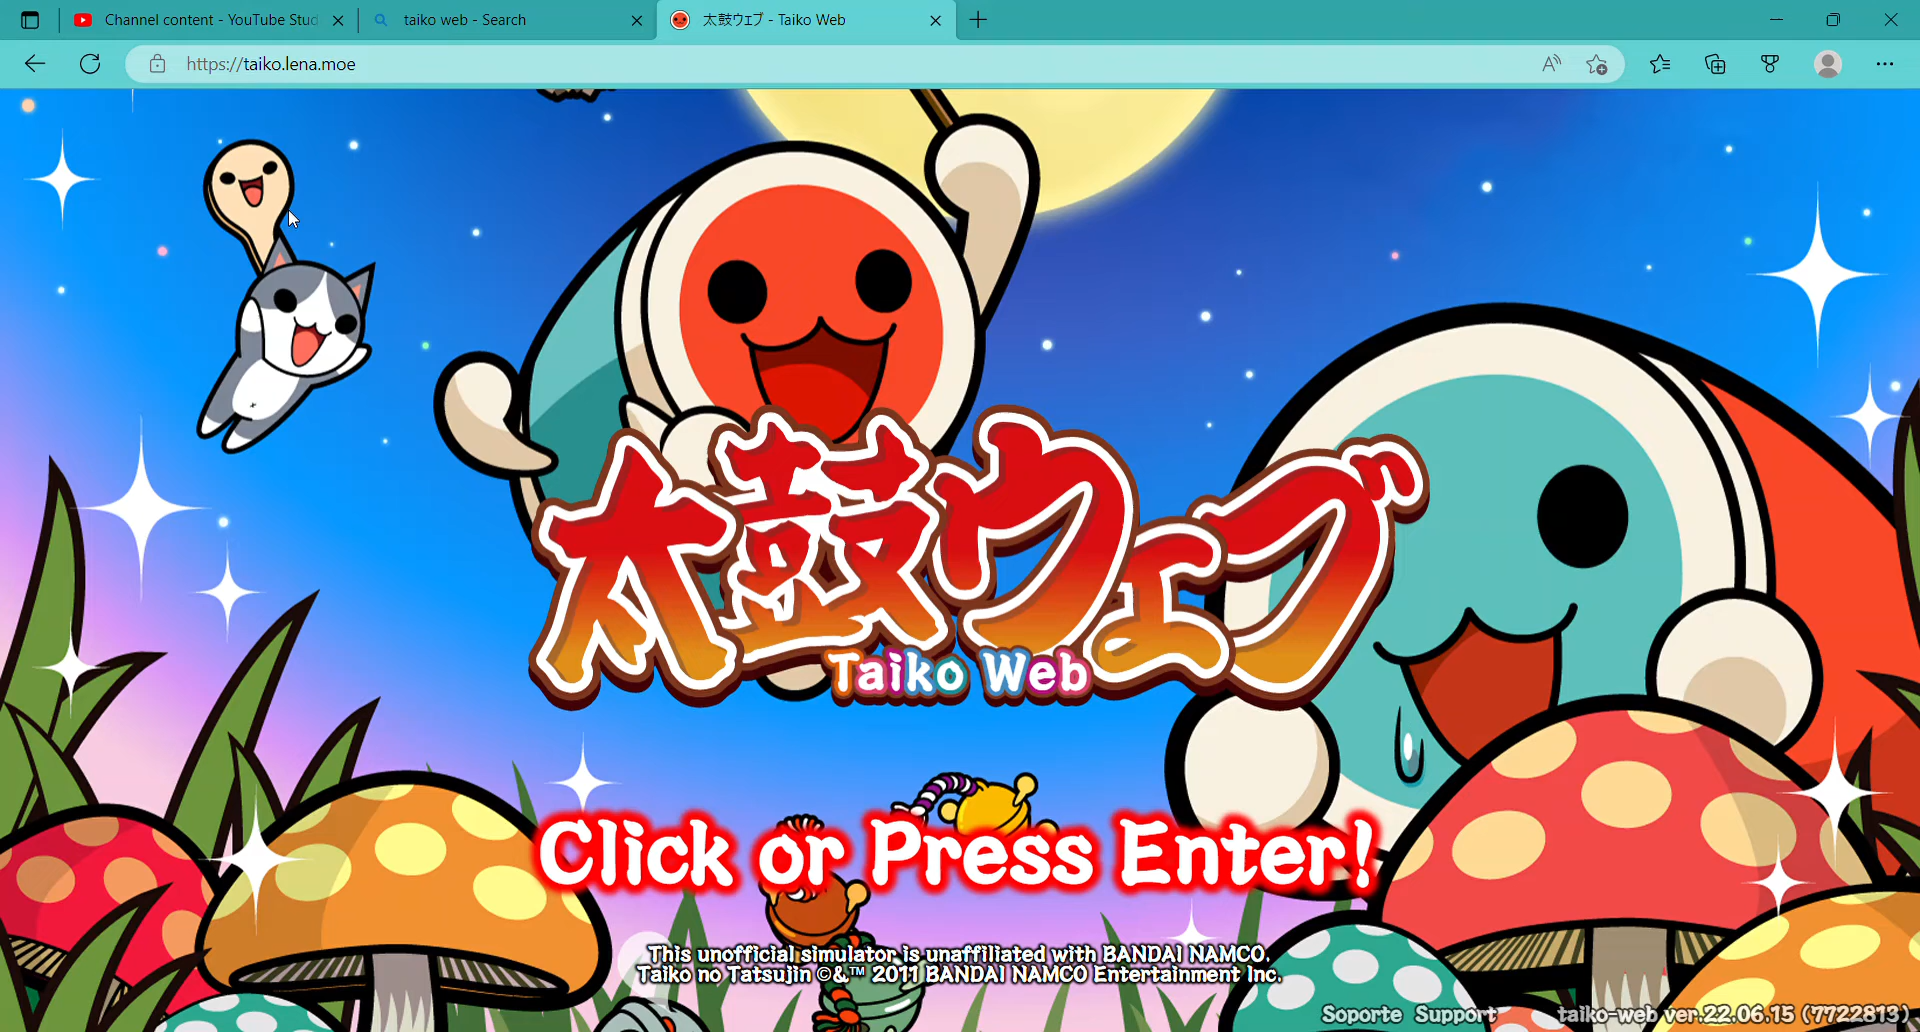 Channel content - YouTube Stud
taiko web - Search
太鼓ウェブ - Taiko Web
https://taiko.lena.moe
太鼓ウェブ
Taiko Web
Click or Press Enter!
This unofficial simulator is unaffiliated with BANDAI NAMCO.
Taiko no Tatsujin ©&™ 2011 BANDAI NAMCO Entertainment Inc.
Soporte Support taiko-web ver.22.06.15 (7722813)